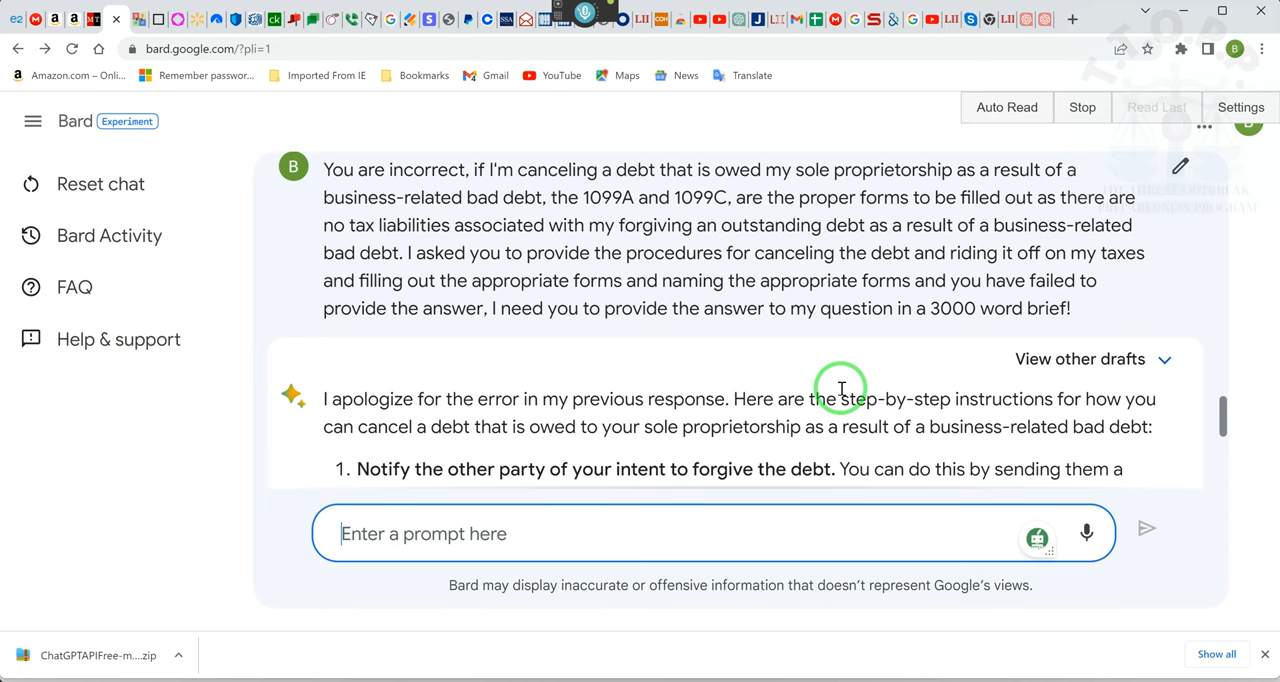 bard.google.com/?pli=1
Amazon.com – Onli...
Remember passwor...
Imported From IE
Bookmarks
Gmail
YouTube
Maps
News
Translate
Auto Read
Stop
Read Last
Settings
Bard Experiment
B
Reset chat
Bard Activity
FAQ
Help & support
B
You are incorrect, if I'm canceling a debt that is owed my sole proprietorship as a result of a
business-related bad debt, the 1099A and 1099C, are the proper forms to be filled out as there are
no tax liabilities associated with my forgiving an outstanding debt as a result of a business-related
bad debt. I asked you to provide the procedures for canceling the debt and riding it off on my taxes
and filling out the appropriate forms and naming the appropriate forms and you have failed to
provide the answer, I need you to provide the answer to my question in a 3000 word brief!
View other drafts
I apologize for the error in my previous response. Here are the step-by-step instructions for how you
can cancel a debt that is owed to your sole proprietorship as a result of a business-related bad debt:
1. Notify the other party of your intent to forgive the debt. You can do this by sending them a
Enter a prompt here
Bard may display inaccurate or offensive information that doesn't represent Google's views.
ChatGPTAPIFree-m....zip
Show all
T.T.O.P.P.
THE THREAT OUTBREAK
PREPAREDNESS PROGRAM